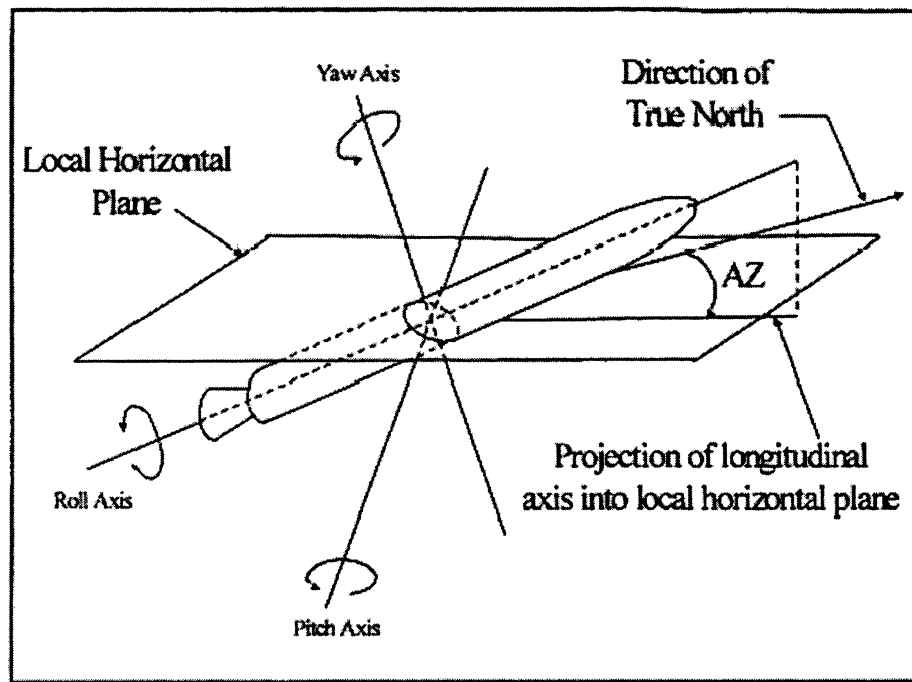 Yaw Axis
Direction of
True North
Local Horizontal
Plane
AZ
Projection of longitudinal
axis into local horizontal plane
Roll Axis
Pitch Axis